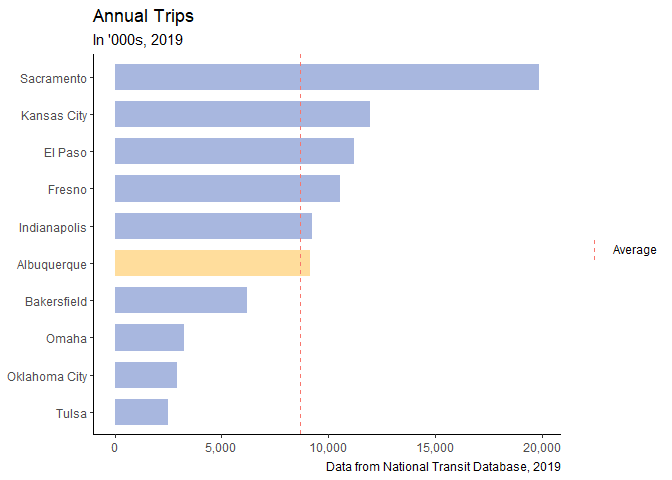 Annual Trips
In '000s, 2019
Sacramento
Kansas City
El Paso
Fresno
Indianapolis
Albuquerque
Bakersfield
Omaha
Oklahoma City
Tulsa
Average
0 5,000 10,000 15,000 20,000
Data from National Transit Database, 2019